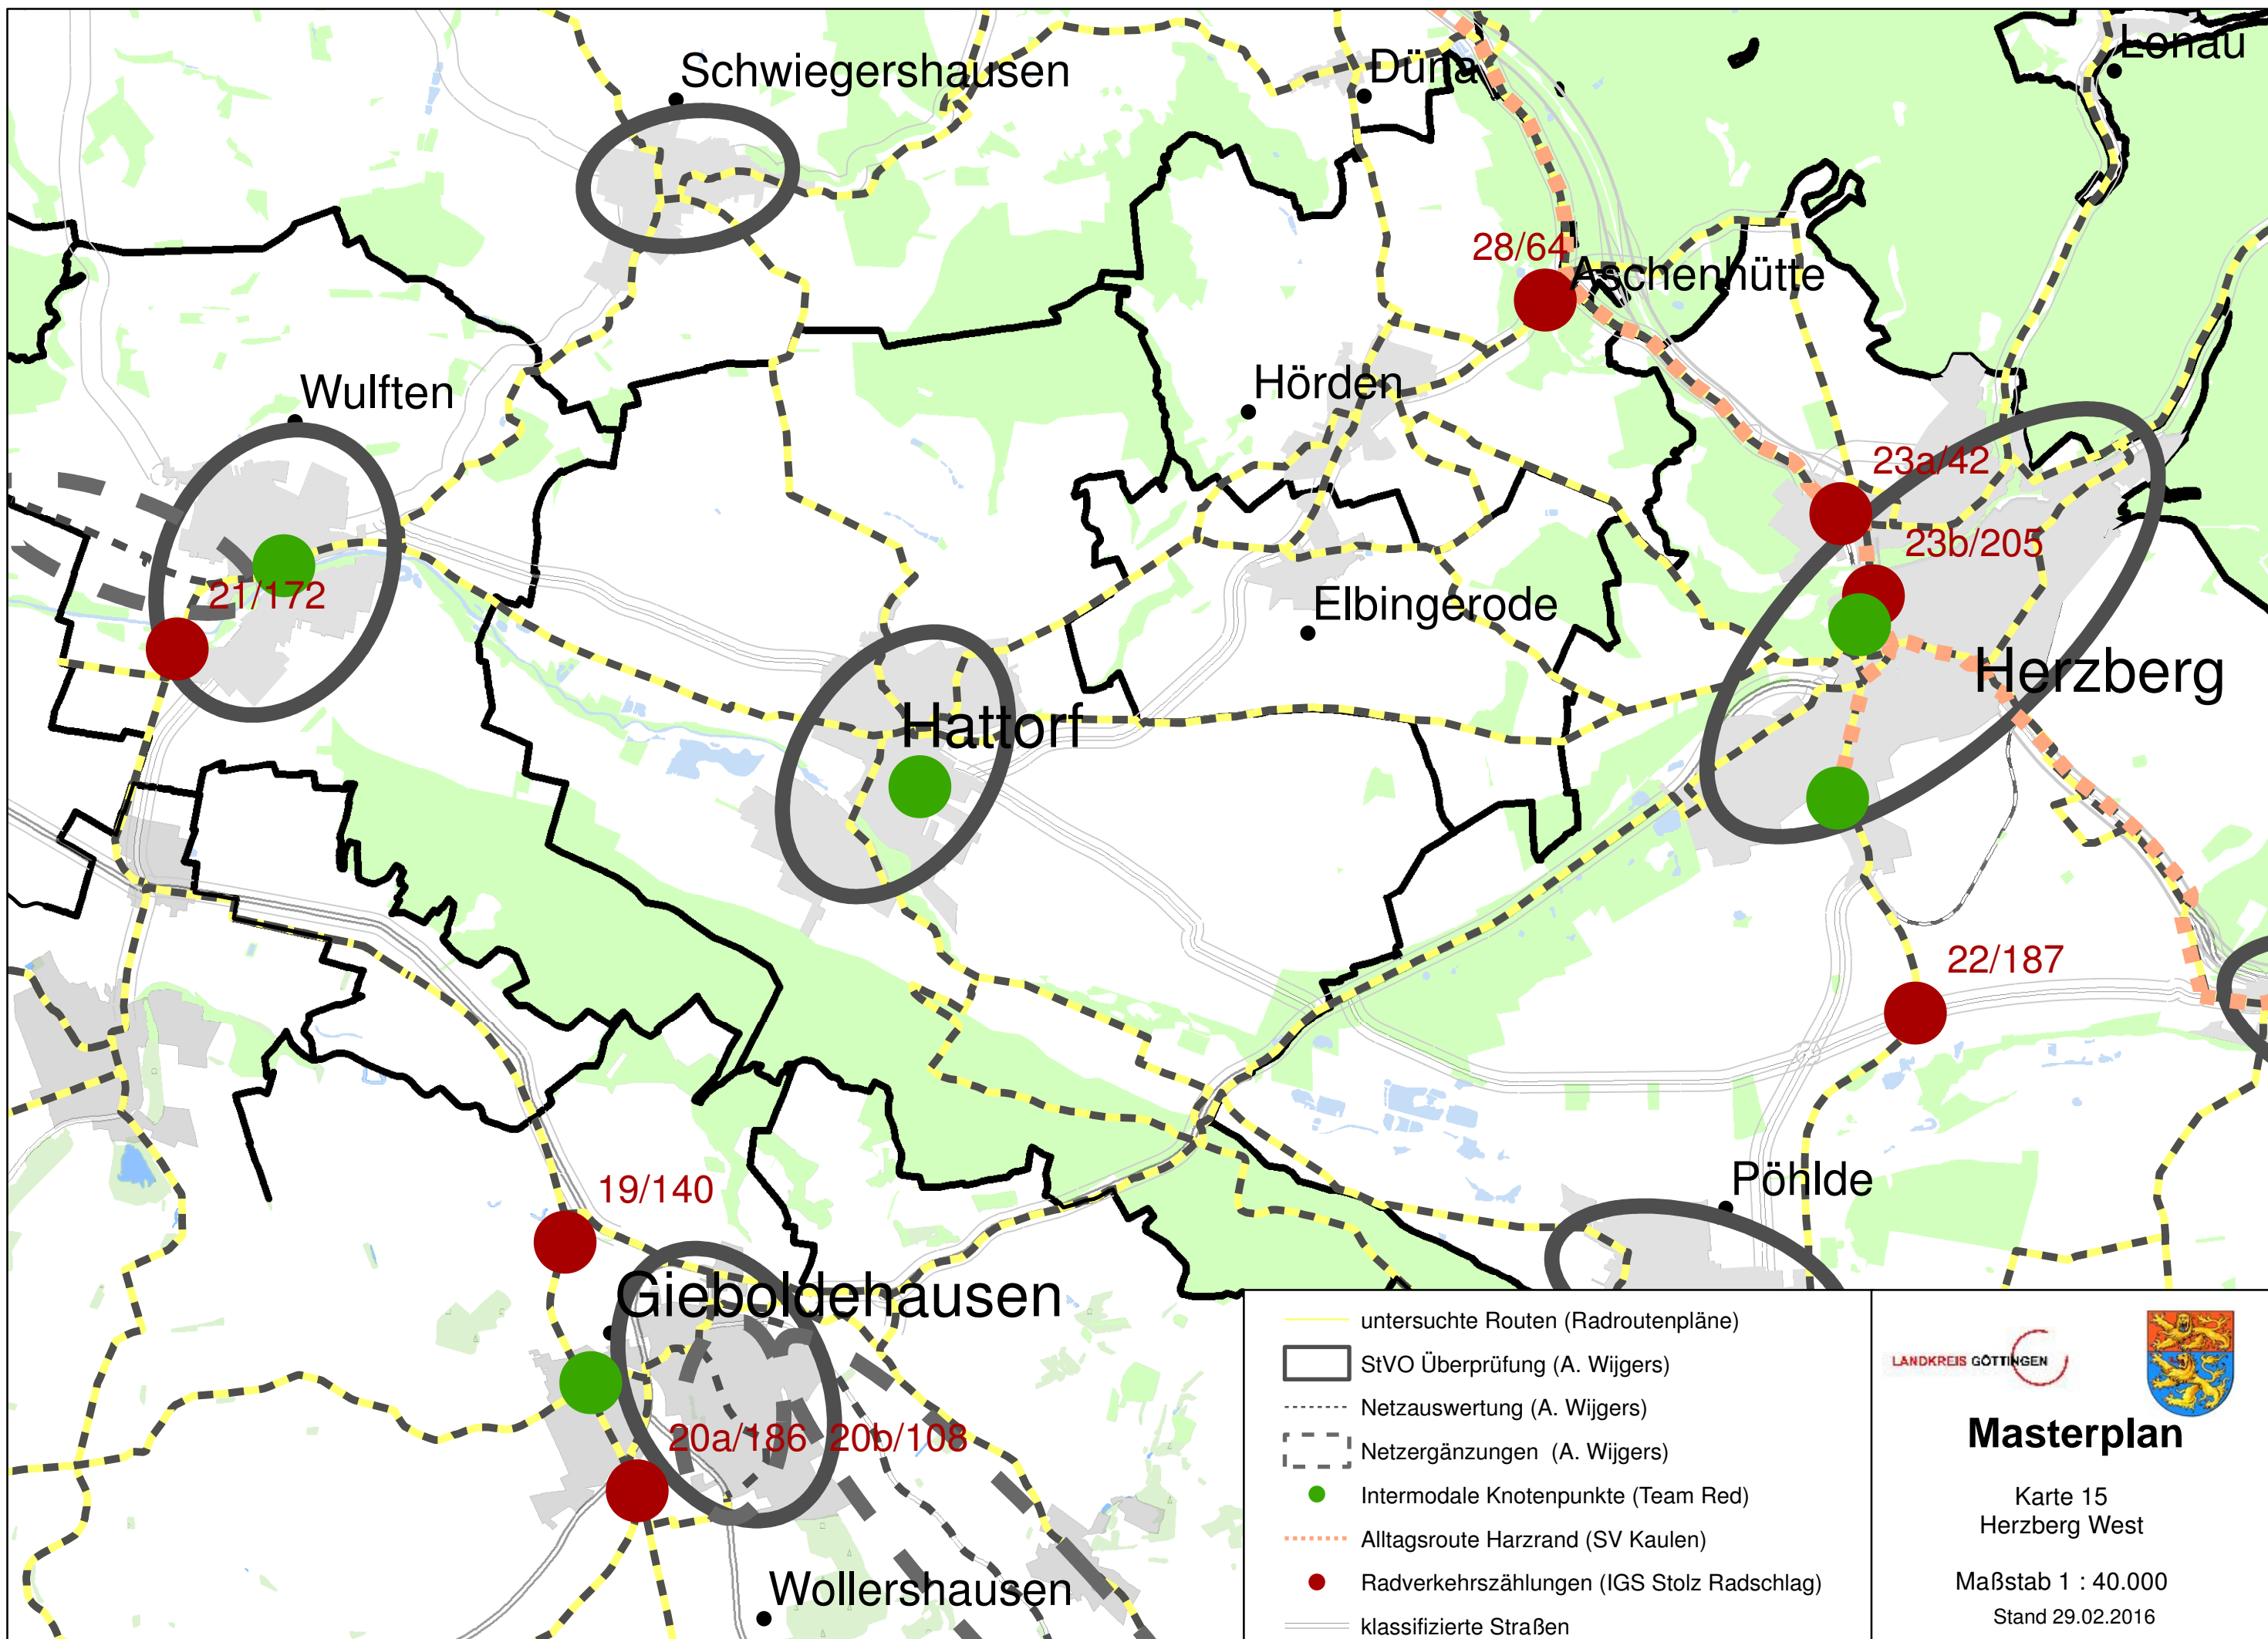 Schwiegershausen
Düna
Lonau
28/64
Aschenhütte
Wulften
Hörden
23a/42
23b/205
21/172
Elbingerode
Herzberg
Hattorf
22/187
19/140
Pöhlde
Gieboldehausen
20a/186 20b/108
Wollershausen
untersuchte Routen (Radroutenpläne)
StVO Überprüfung (A. Wijgers)
Netzauswertung (A. Wijgers)
Netzergänzungen (A. Wijgers)
Intermodale Knotenpunkte (Team Red)
Alltagsroute Harzrand (SV Kaulen)
Radverkehrszählungen (IGS Stolz Radschlag)
klassifizierte Straßen
LANDKREIS GÖTTINGEN
Masterplan
Karte 15
Herzberg West
Maßstab 1 : 40.000
Stand 29.02.2016